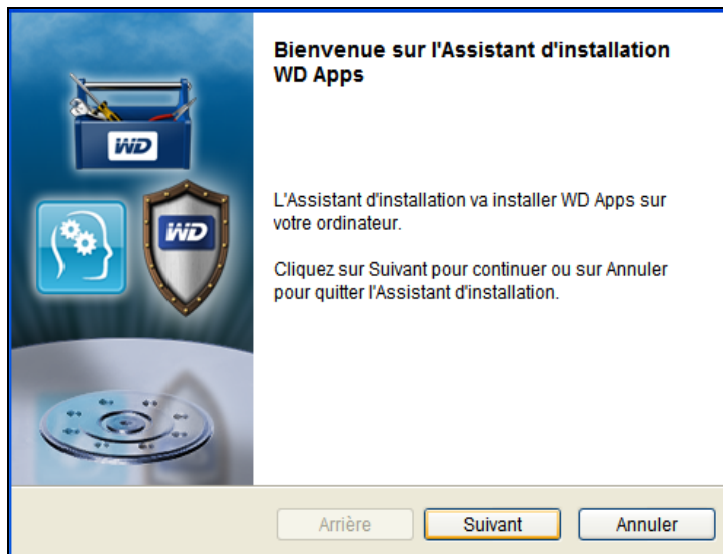 Bienvenue sur l'Assistant d'installation
WD Apps
WD
WD
L'Assistant d'installation va installer WD Apps sur
votre ordinateur.
Cliquez sur Suivant pour continuer ou sur Annuler
pour quitter l'Assistant d'installation.
Arrière
Suivant
Annuler